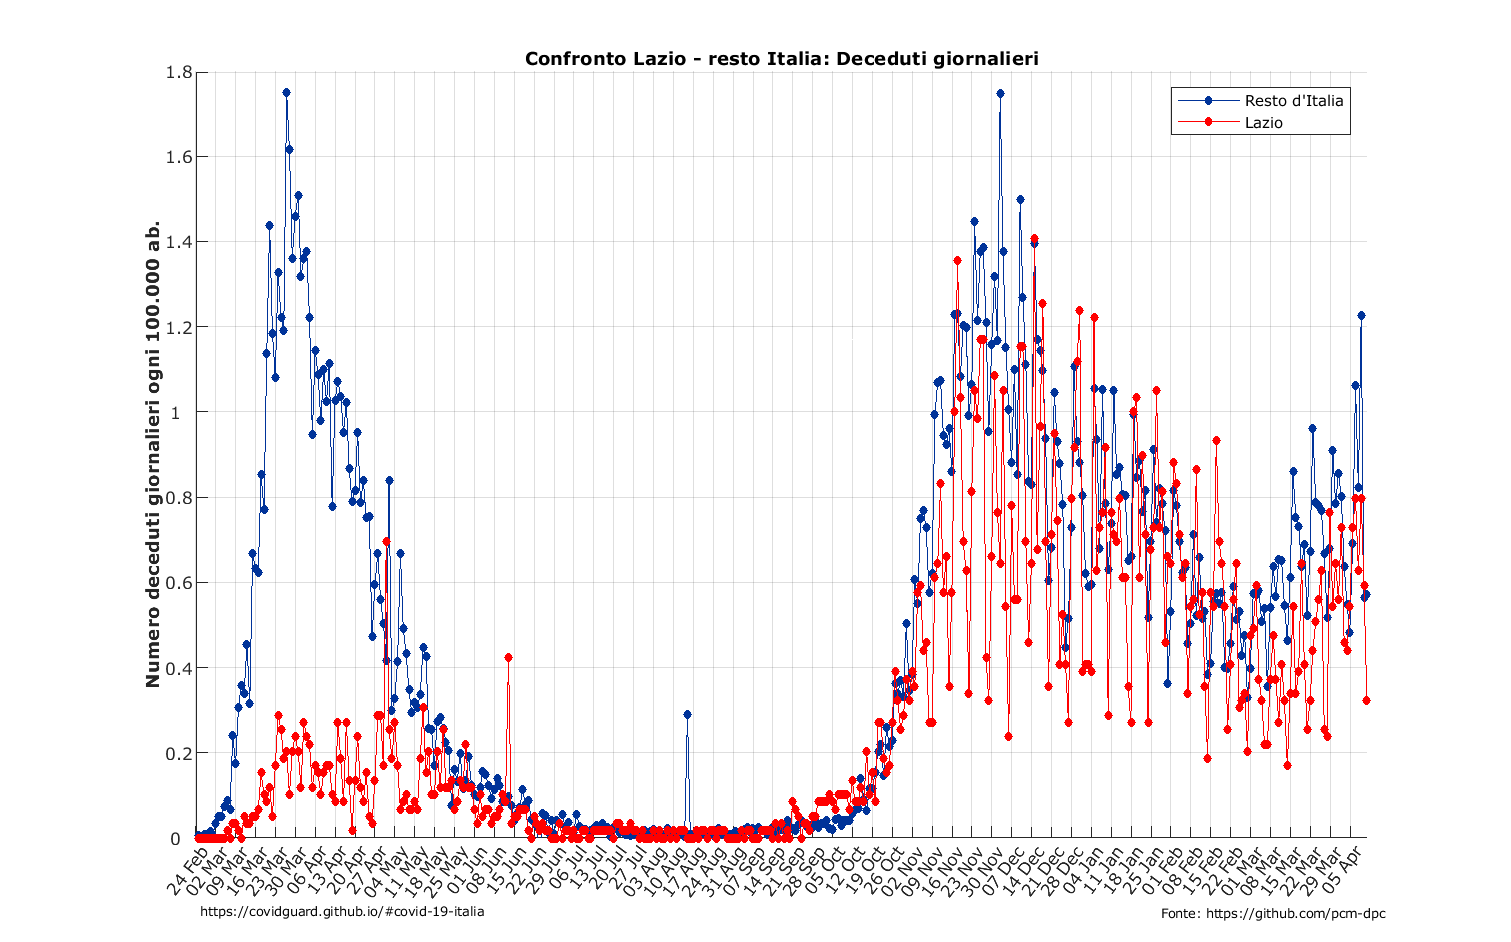 Confronto Lazio - resto Italia: Deceduti giornalieri
Resto d'Italia
Lazio
Numero deceduti giornalieri ogni 100.000 ab.
1.8
1.6
1.4
1.2
1
0.8
0.6
0.4
0.2
0
24 Feb
02 Mar
09 Mar
16 Mar
23 Mar
30 Mar
06 Apr
13 Apr
20 Apr
27 Apr
04 May
11 May
18 May
25 May
01 Jun
08 Jun
15 Jun
22 Jun
29 Jun
06 Jul
13 Jul
20 Jul
27 Jul
03 Aug
10 Aug
17 Aug
24 Aug
31 Aug
07 Sep
14 Sep
21 Sep
28 Sep
05 Oct
12 Oct
19 Oct
26 Oct
02 Nov
09 Nov
16 Nov
23 Nov
30 Nov
07 Dec
14 Dec
21 Dec
28 Dec
04 Jan
11 Jan
18 Jan
25 Jan
01 Feb
08 Feb
15 Feb
22 Feb
01 Mar
08 Mar
15 Mar
22 Mar
29 Mar
05 Apr
https://covidguard.github.io/#covid-19-italia
Fonte: https://github.com/pcm-dpc